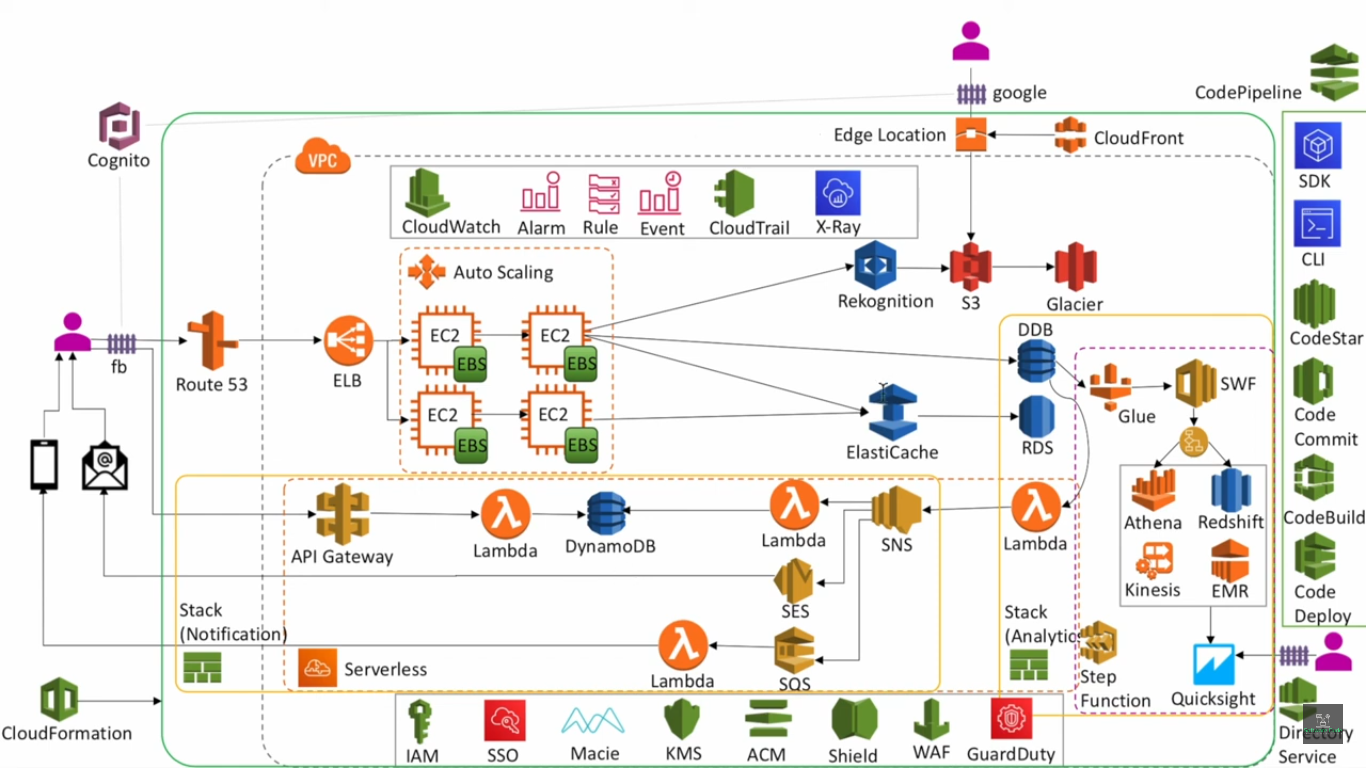 google
CodePipeline
Edge Location
CloudFront
Cognito
VPC
SDK
CloudWatch
Alarm
Rule
Event
CloudTrail
X-Ray
CLI
Auto Scaling
Rekognition
S3
Glacier
EC2
EBS
EC2
EBS
EC2
EBS
EC2
EBS
fb
Route 53
ELB
DDB
CodeStar
Glue
SWF
ElastiCache
RDS
Code
Commit
API Gateway
Lambda
DynamoDB
Lambda
SNS
Lambda
Athena
Redshift
CodeBuild
Kinesis
EMR
SES
Code
Deploy
Stack
(Notification)
Stack
(Analytic
Serverless
Lambda
SQS
Step
Function
Quicksight
CloudFormation
IAM
SSO
Macie
KMS
ACM
Shield
WAF
GuardDuty
Directory
Service